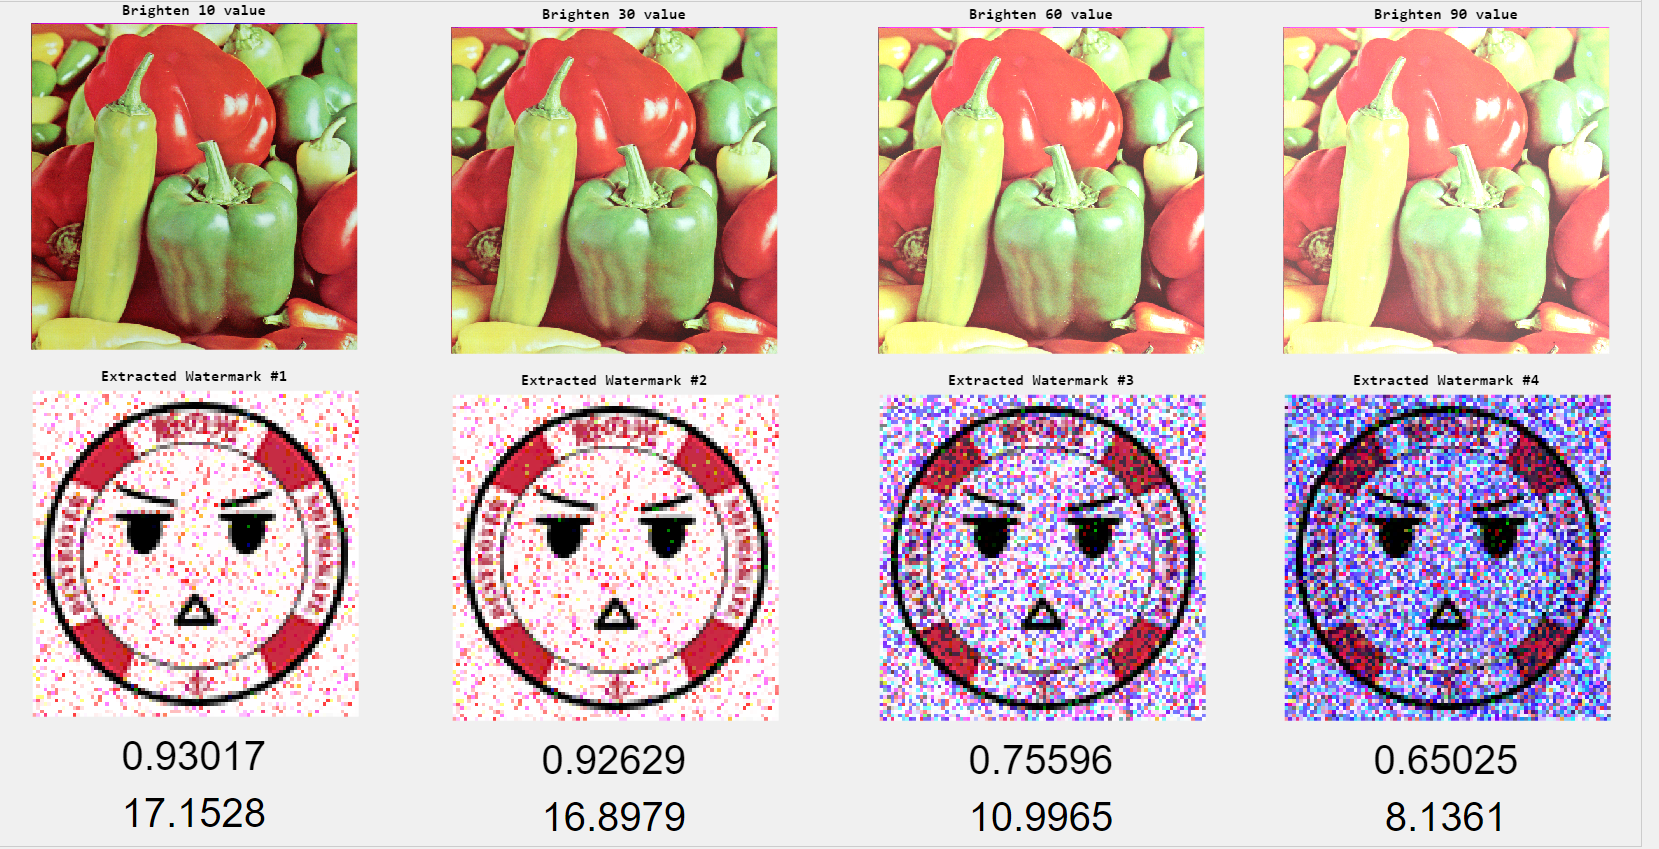 Brighten 10 value
Brighten 30 value
Brighten 60 value
Brighten 90 value
Extracted Watermark #1
Extracted Watermark #2
Extracted Watermark #3
Extracted Watermark #4
0.93017
0.92629
0.75596
0.65025
17.1528
16.8979
10.9965
8.1361